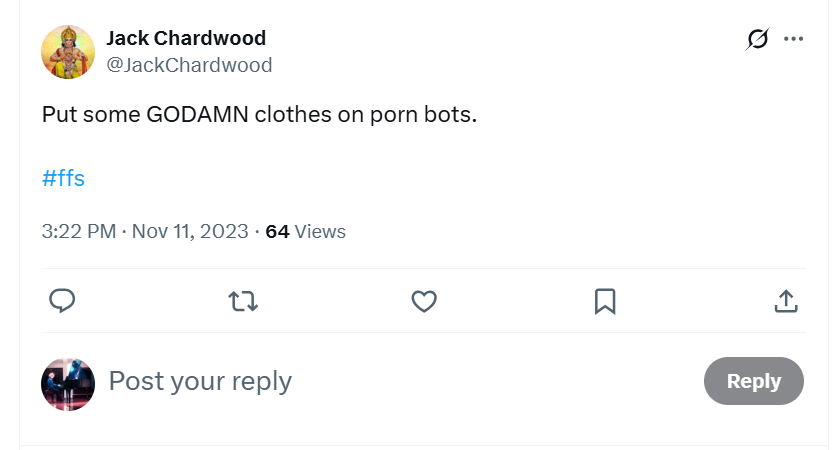 Jack Chardwood
@JackChardwood
Put some GODAMN clothes on porn bots.
#ffs
3:22 PM · Nov 11, 2023 · 64 Views
Post your reply
Reply